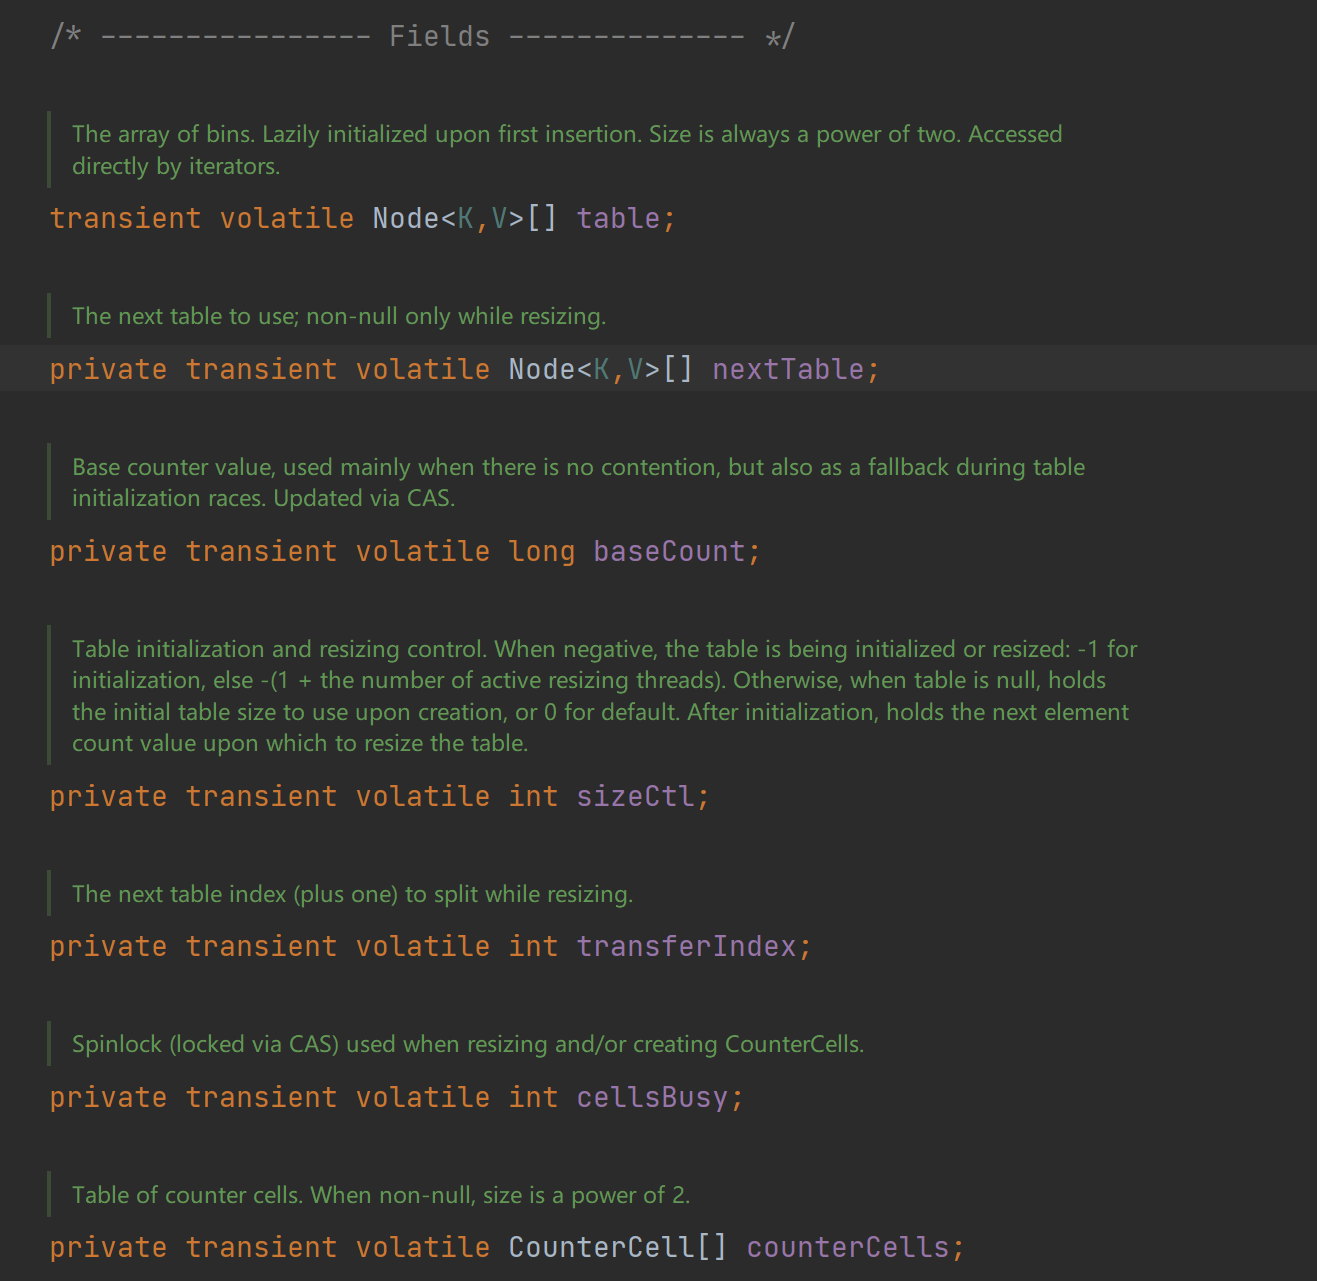 /* ---------------- Fields -------------- */
The array of bins. Lazily initialized upon first insertion. Size is always a power of two. Accessed
directly by iterators.
transient volatile Node<K,V>[] table;
The next table to use; non-null only while resizing.
private transient volatile Node<K,V>[] nextTable;
Base counter value, used mainly when there is no contention, but also as a fallback during table
initialization races. Updated via CAS.
private transient volatile long baseCount;
Table initialization and resizing control. When negative, the table is being initialized or resized: -1 for
initialization, else -(1 + the number of active resizing threads). Otherwise, when table is null, holds
the initial table size to use upon creation, or 0 for default. After initialization, holds the next element
count value upon which to resize the table.
private transient volatile int sizeCtl;
The next table index (plus one) to split while resizing.
private transient volatile int transferIndex;
Spinlock (locked via CAS) used when resizing and/or creating CounterCells.
private transient volatile int cellsBusy;
Table of counter cells. When non-null, size is a power of 2.
private transient volatile CounterCell[] counterCells;